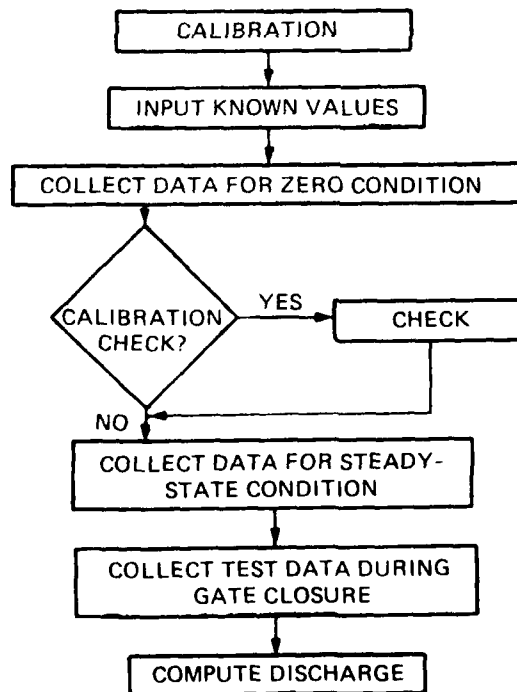 CALIBRATION
INPUT KNOWN VALUES
COLLECT DATA FOR ZERO CONDITION
CALIBRATION
CHECK?
YES
CHECK
NO
COLLECT DATA FOR STEADY-
STATE CONDITION
COLLECT TEST DATA DURING
GATE CLOSURE
COMPUTE DISCHARGE